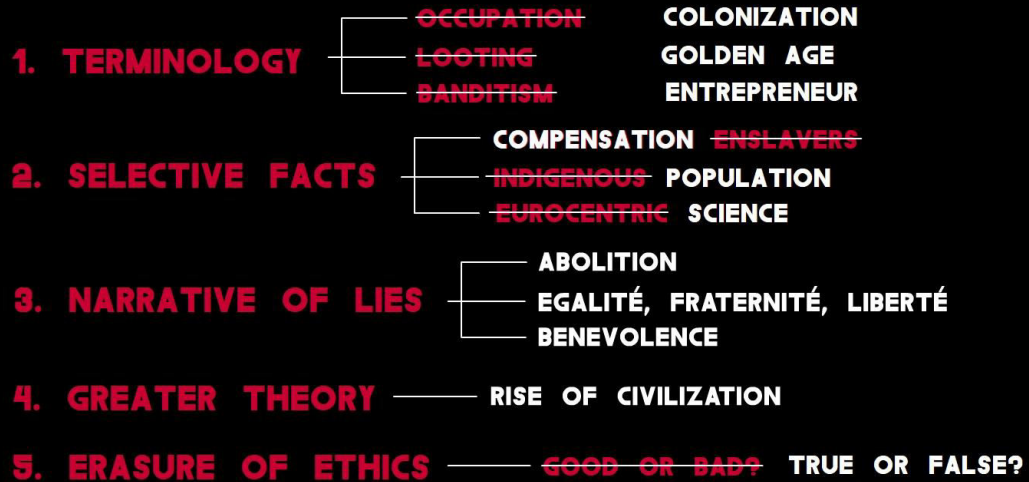 OCCUPATION COLONIZATION
1. TERMINOLOGY LOOTING GOLDEN AGE
BANDITISM ENTREPRENEUR
COMPENSATION ENSLAVERS
2. SELECTIVE FACTS INDIGENOUS POPULATION
EUROCENTRIC SCIENCE
ABOLITION
3. NARRATIVE OF LIES EGALITÉ, FRATERNITÉ, LIBERTÉ
BENEVOLENCE
4. GREATER THEORY RISE OF CIVILIZATION
5. ERASURE OF ETHICS GOOD OR BAD? TRUE OR FALSE?